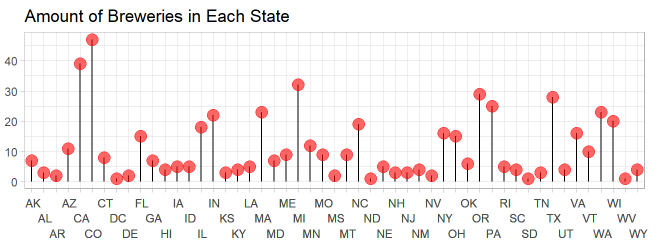 Amount of Breweries in Each State
40
30
20
10
0
AK AZ CT FL IA IN LA ME MO NC NH NV OK RI TN VA WI
AL CA DC GA ID KS MA MI MS ND NJ NY OR SC TX VT WV
AR CO DE HI IL KY MD MN MT NE NM OH PA SD UT WA WY